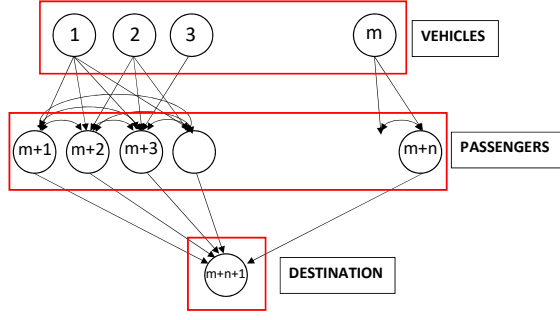 1 2 3 m VEHICLES
m+1 m+2 m+3 m+n PASSENGERS
m+n+1 DESTINATION